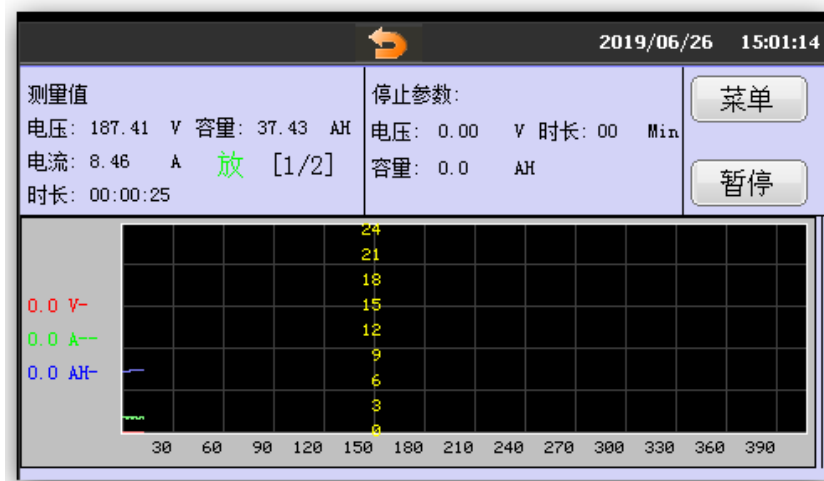 2019/06/26 15:01:14
测量值
电压: 187.41 V 容量: 37.43 AH
电流: 8.46 A 放 [1/2]
时长: 00:00:25
停止参数:
电压: 0.00 V 时长: 00 Min
容量: 0.0 AH
菜单
暂停
0.0 V-
0.0 A--
0.0 AH-
24
21
18
15
12
9
6
3
0
30 60 90 120 150 180 210 240 270 300 330 360 390